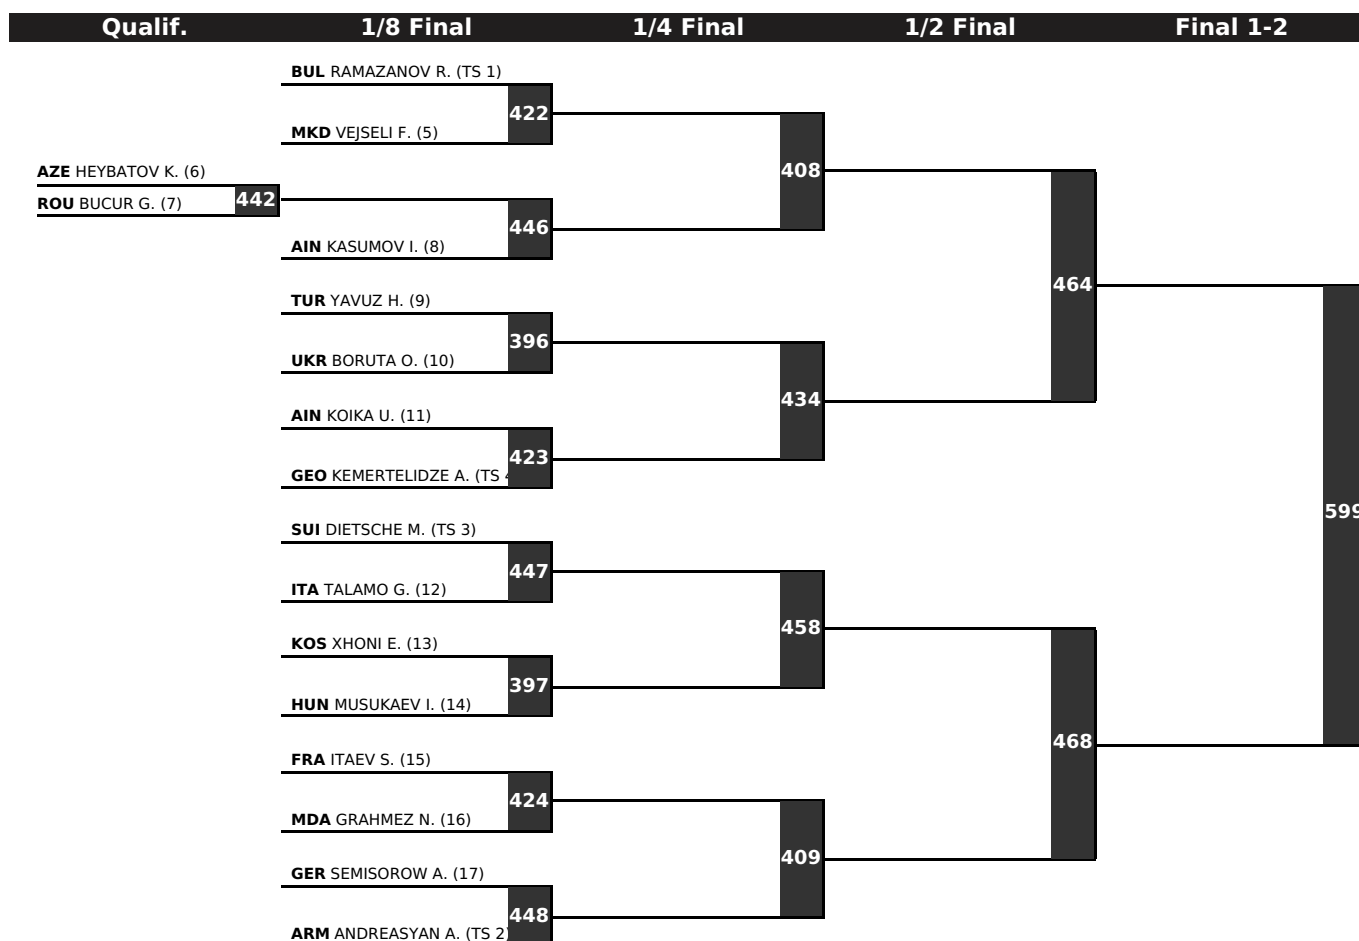 Qualif. 1/8 Final 1/4 Final 1/2 Final Final 1-2
BUL RAMAZANOV R. (TS 1)
422
MKD VEJSELI F. (5)
AZE HEYBATOV K. (6)
408
ROU BUCUR G. (7)
442
446
AIN KASUMOV I. (8)
464
TUR YAVUZ H. (9)
396
UKR BORUTA O. (10)
434
AIN KOIKA U. (11)
423
GEO KEMERTELIDZE A. (TS
599
SUI DIETSCHE M. (TS 3)
447
ITA TALAMO G. (12)
458
KOS XHONI E. (13)
397
HUN MUSUKAEV I. (14)
468
FRA ITAEV S. (15)
424
MDA GRAHMEZ N. (16)
409
GER SEMISOROW A. (17)
448
ARM ANDREASYAN A. (TS 2)